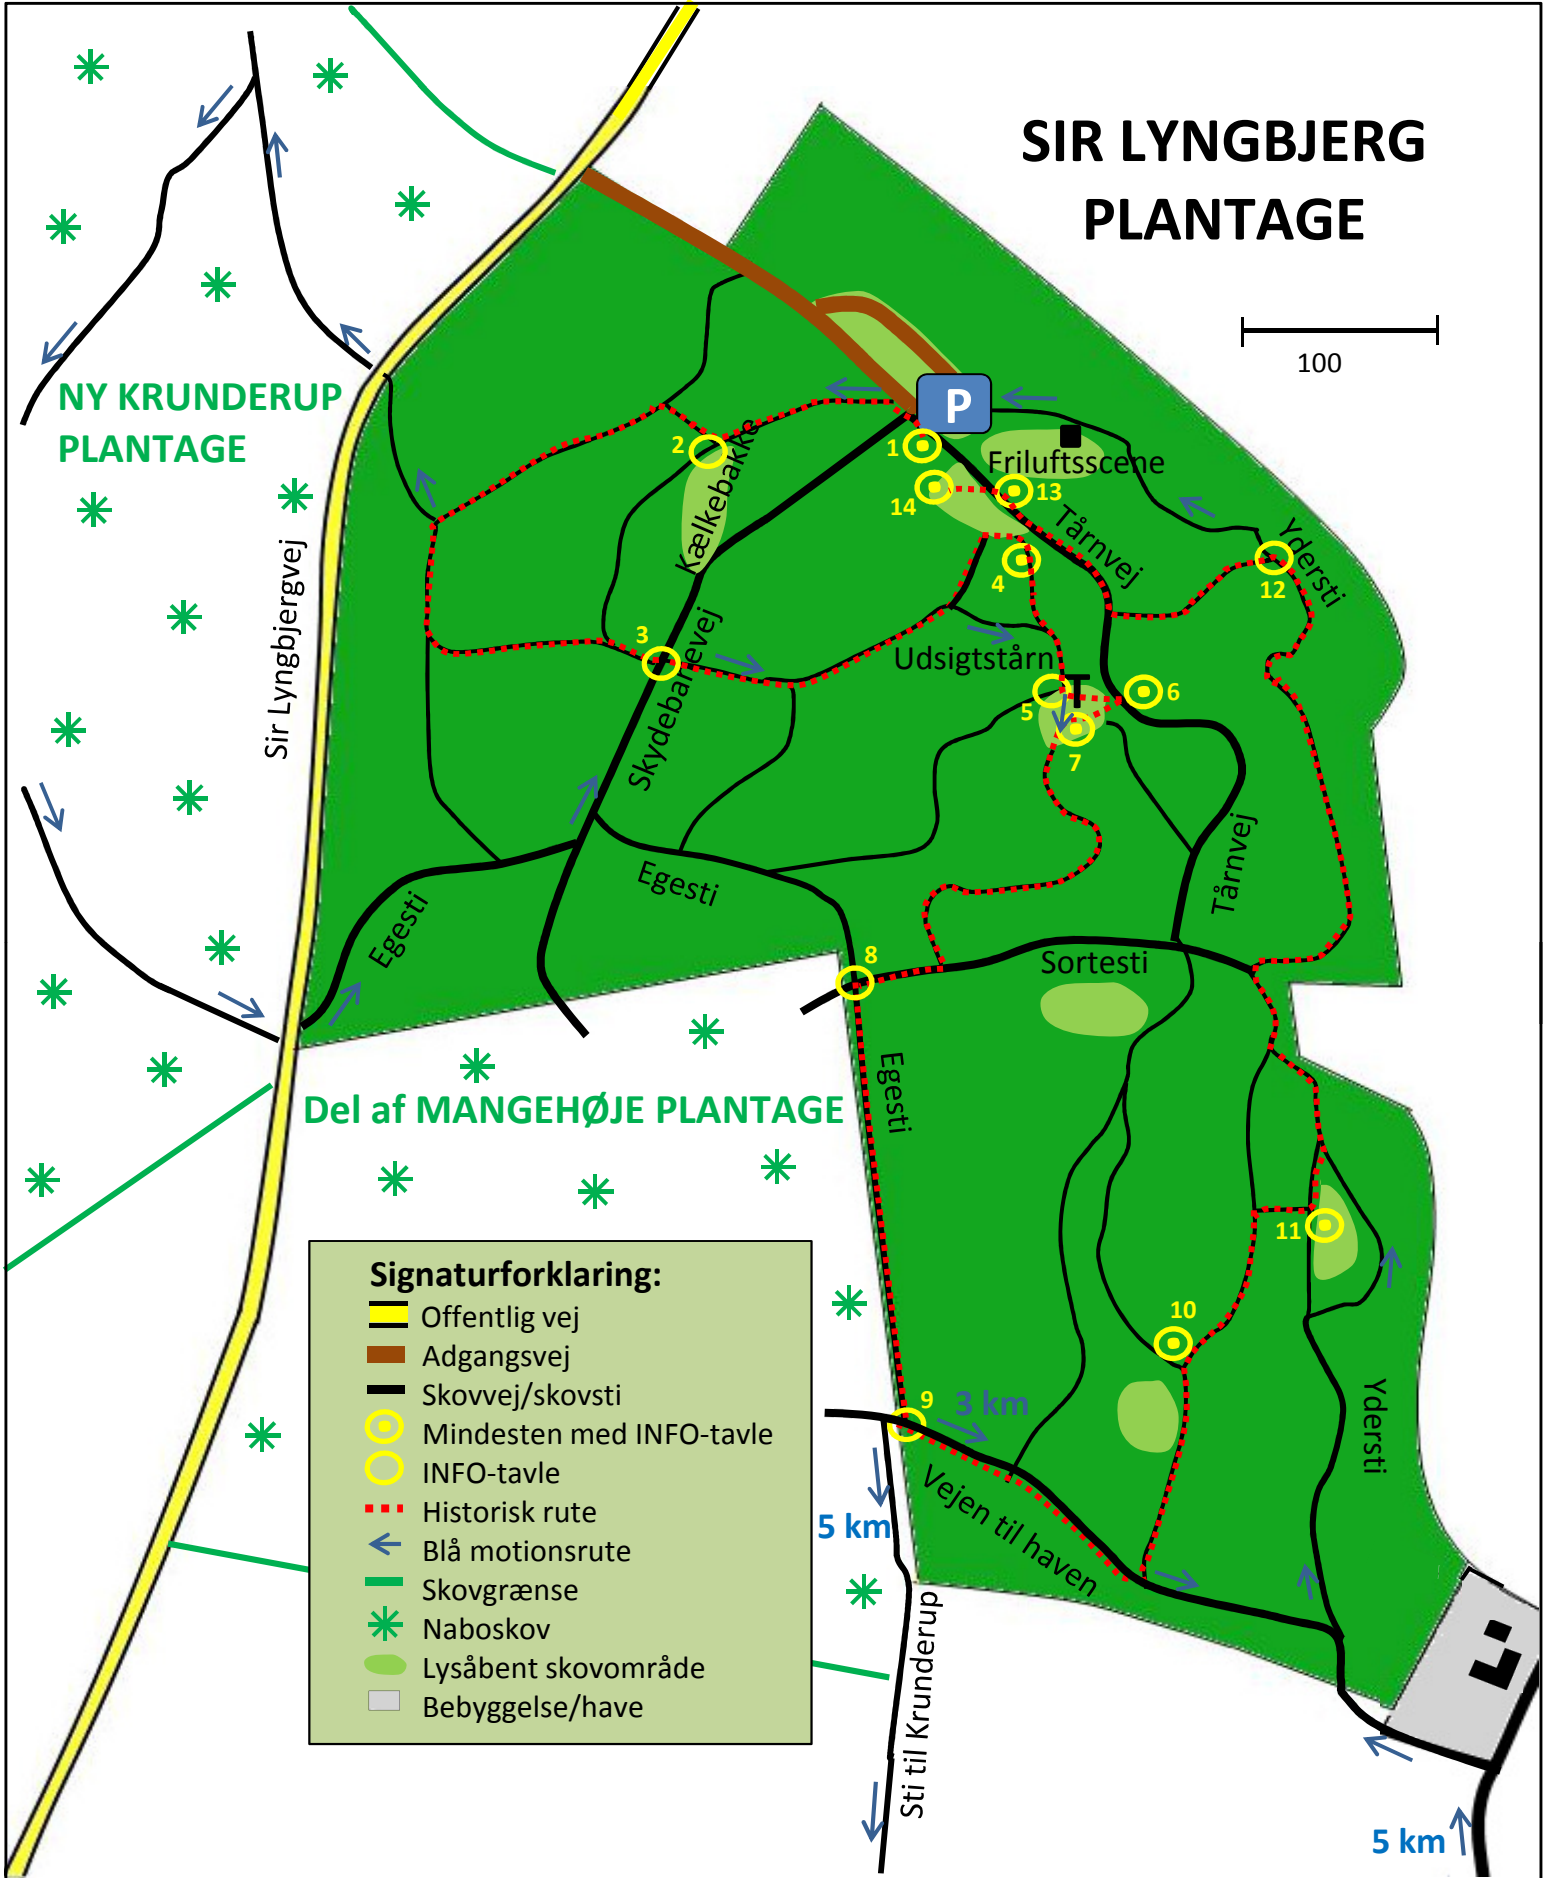 SIR LYNGBJERG
PLANTAGE
100
NY KRUNDERUP
PLANTAGE
P
1
2
Kælkebakke
Friluftsscene
13
14
Tårnvej
Ydersti
12
4
3
Udsigtstårn
T
5
6
7
Sir Lyngbjergvej
Skydebanevej
Egesti
Egesti
Tårnvej
8
Sortesti
Egesti
Del af MANGEHØJE PLANTAGE
11
10
9
3 km
Ydersti
Vejen til haven
5 km
Sti til Krunderup
5 km
Signaturforklaring:
Offentlig vej
Adgangsvej
Skovvej/skovsti
Mindesten med INFO-tavle
INFO-tavle
Historisk rute
Blå motionsrute
Skovgrænse
Naboskov
Lysåbent skovområde
Bebyggelse/have